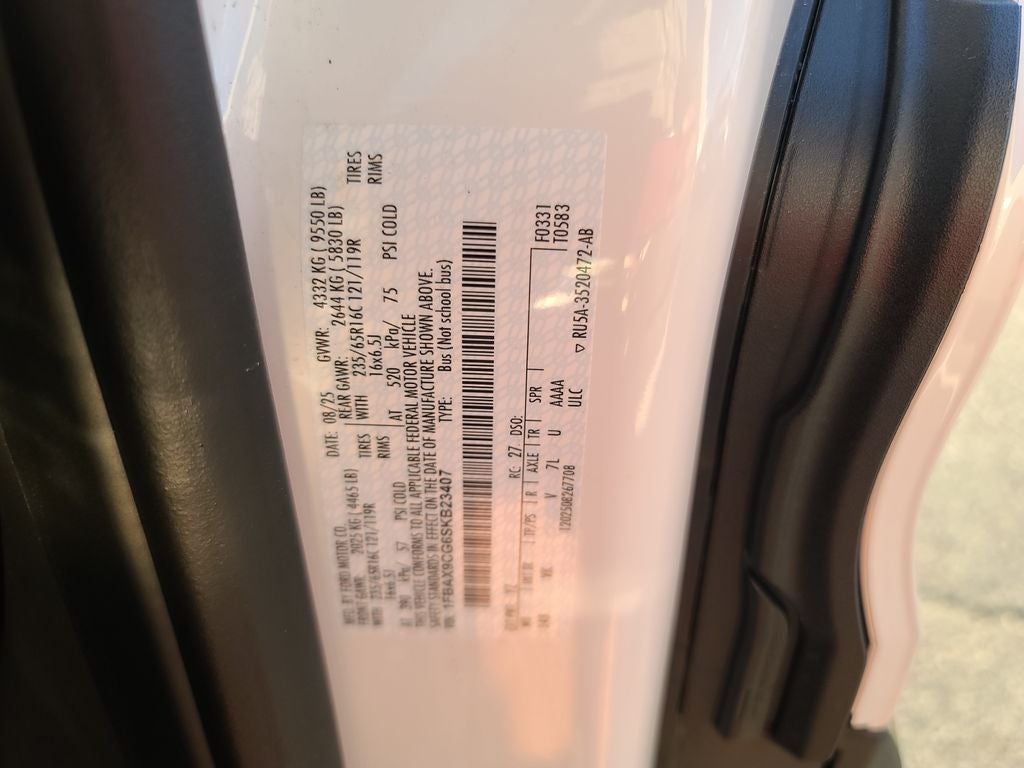 MFD. BY FORD MOTOR CO.
DATE: 08/25 GVWR: 4332 KG ( 9550 LB)
FRONT GAWR: 2025 KG ( 4465 LB) REAR GAWR: 2644 KG ( 5830 LB)
WITH 235/65R16C 121/119R TIRES WITH 235/65R16C 121/119R TIRES
16x6.5J RIMS 16x6.5J RIMS
AT 390 kPa/ 57 PSI COLD AT 520 kPa/ 75 PSI COLD
THIS VEHICLE CONFORMS TO ALL APPLICABLE FEDERAL MOTOR VEHICLE
SAFETY STANDARDS IN EFFECT ON THE DATE OF MANUFACTURE SHOWN ABOVE.
VIN: 1FBAX9CG6SKB23407 TYPE: Bus (Not school bus)
F0331
T0583
RC: 27 DSO:
WB TP/PS R AXLE TR SPR
148 V 7L U AAAA
ULC
1202508267708
▽ RU5A-3520472-AB